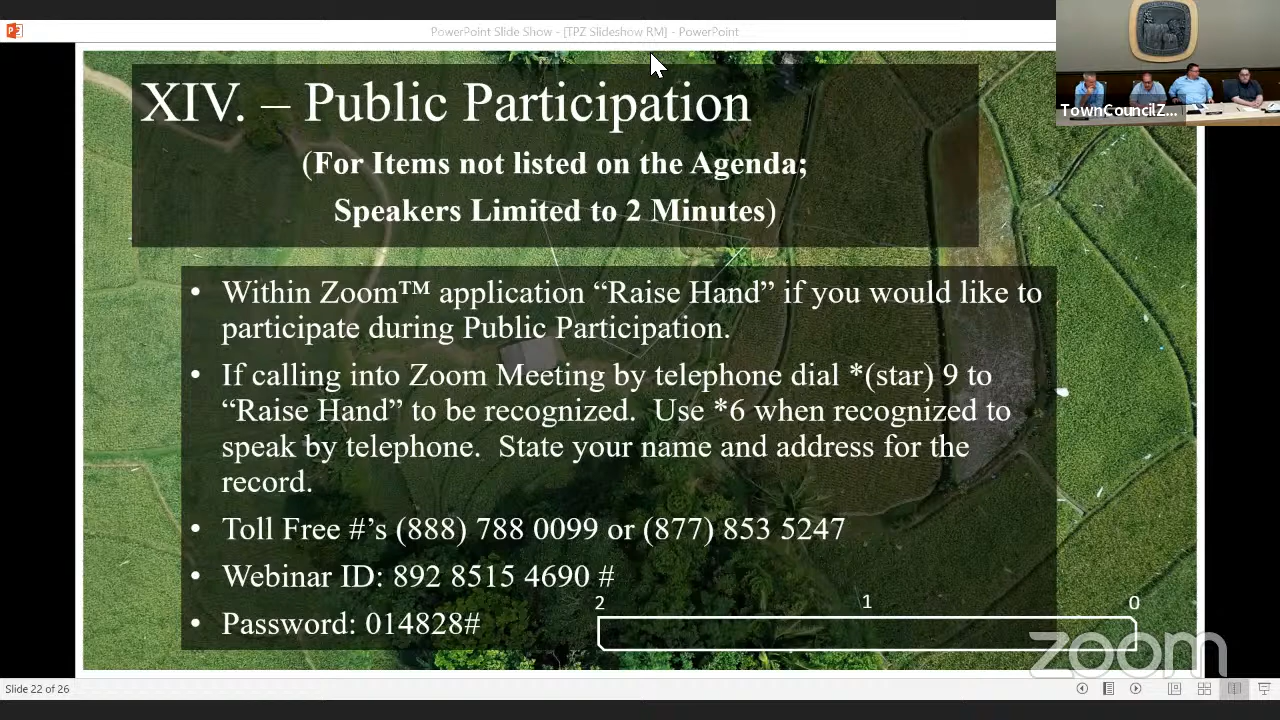 PowerPoint Slide Show - [TPZ Slideshow RM] - PowerPoint
TownCouncilZ...
XIV. – Public Participation
(For Items not listed on the Agenda;
Speakers Limited to 2 Minutes)
• Within Zoom™ application “Raise Hand” if you would like to
participate during Public Participation.
• If calling into Zoom Meeting by telephone dial *(star) 9 to
“Raise Hand” to be recognized.  Use *6 when recognized to
speak by telephone.  State your name and address for the
record.
• Toll Free #’s (888) 788 0099 or (877) 853 5247
• Webinar ID: 892 8515 4690 #
• Password: 014828#
2 1 0
zoom
Slide 22 of 26